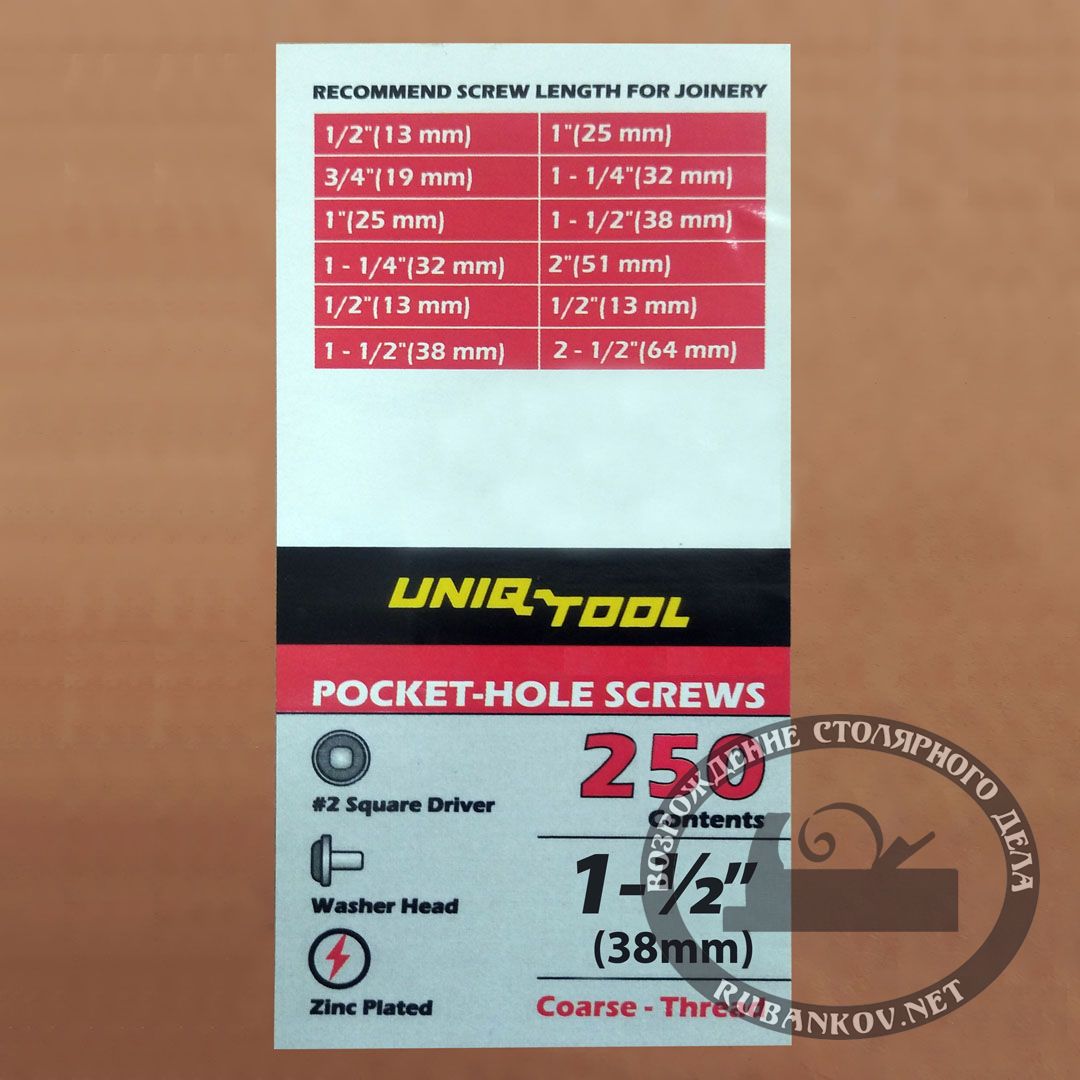 RECOMMEND SCREW LENGTH FOR JOINERY
1/2"(13 mm) 1"(25 mm)
3/4"(19 mm) 1 - 1/4"(32 mm)
1"(25 mm) 1 - 1/2"(38 mm)
1 - 1/4"(32 mm) 2"(51 mm)
1/2"(13 mm) 1/2"(13 mm)
1 - 1/2"(38 mm) 2 - 1/2"(64 mm)
UNIQ-TOOL
POCKET-HOLE SCREWS
250
Contents
#2 Square Driver
1-½"
(38mm)
Washer Head
Zinc Plated
Coarse - Thread
ВОЗРОЖДЕНИЕ СТОЛЯРНОГО ДЕЛА
RUBANKOV.NET